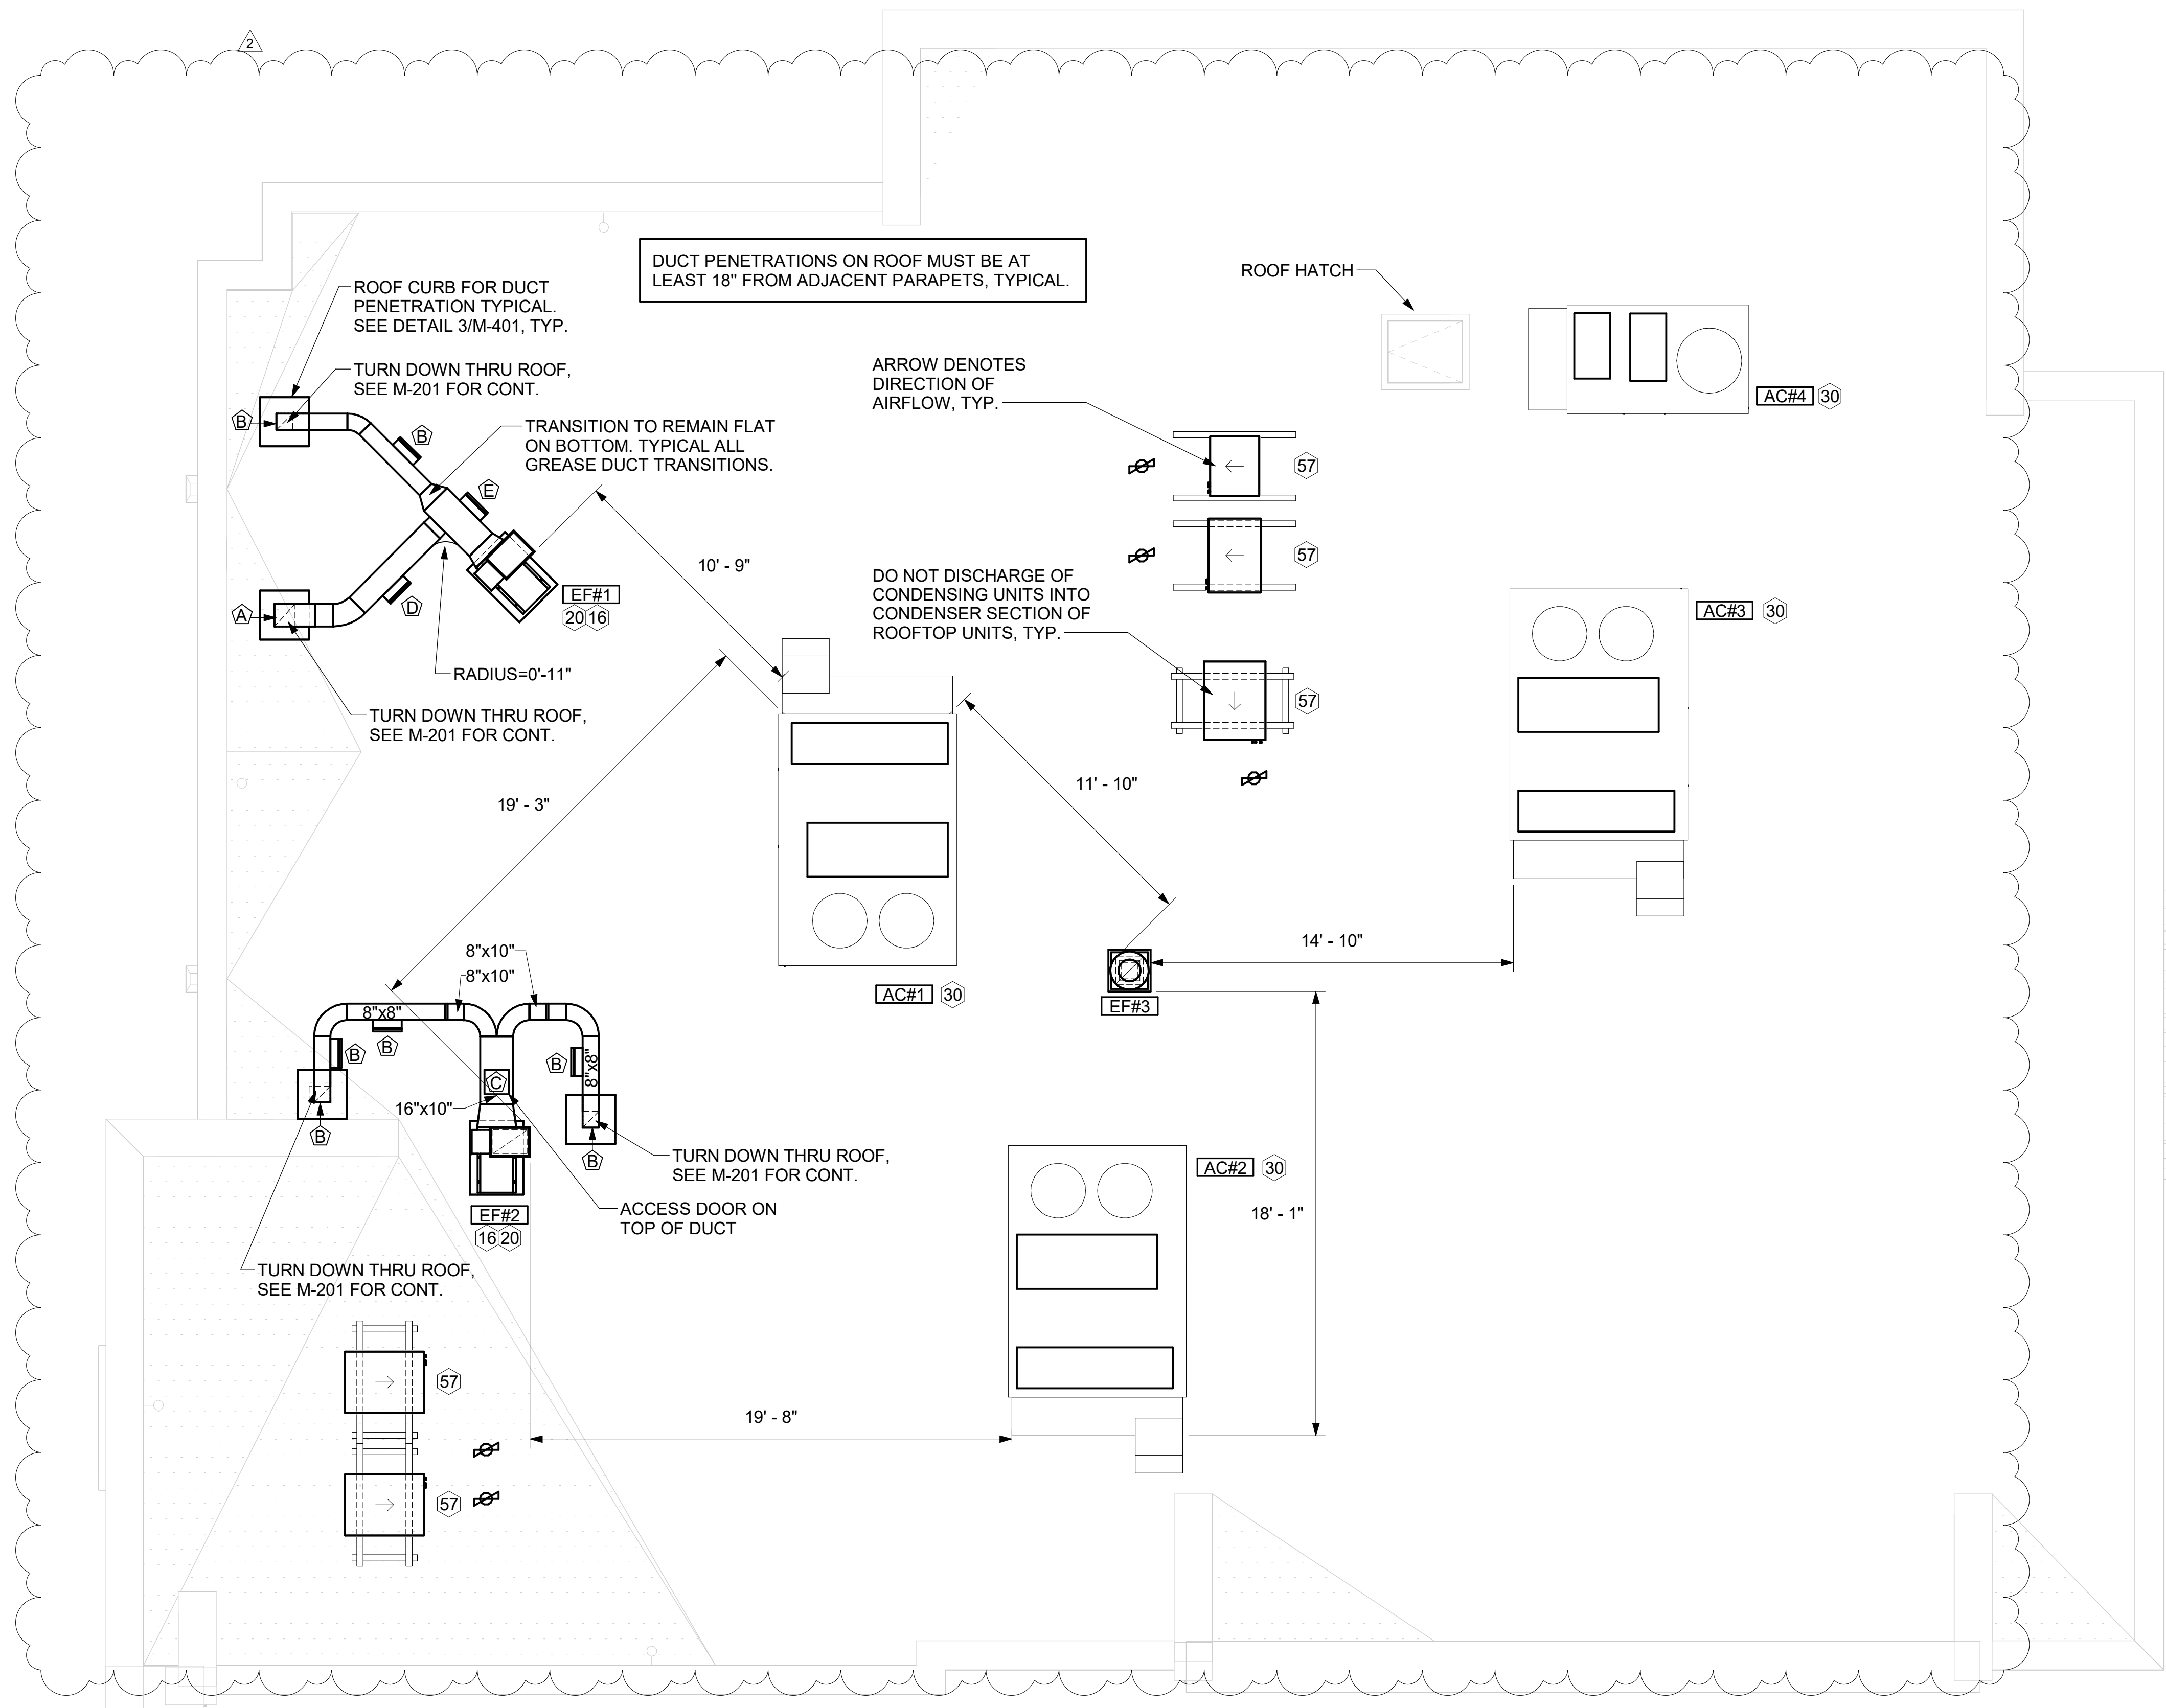 2
DUCT PENETRATIONS ON ROOF MUST BE AT
LEAST 18" FROM ADJACENT PARAPETS, TYPICAL.
ROOF HATCH
ROOF CURB FOR DUCT
PENETRATION TYPICAL.
SEE DETAIL 3/M-401, TYP.
TURN DOWN THRU ROOF,
SEE M-201 FOR CONT.
ARROW DENOTES
DIRECTION OF
AIRFLOW, TYP.
AC#4
30
B
B
TRANSITION TO REMAIN FLAT
ON BOTTOM. TYPICAL ALL
GREASE DUCT TRANSITIONS.
57
E
57
10' - 9"
DO NOT DISCHARGE OF
CONDENSING UNITS INTO
CONDENSER SECTION OF
ROOFTOP UNITS, TYP.
EF#1
20
16
A
D
AC#3
30
RADIUS=0'-11"
57
TURN DOWN THRU ROOF,
SEE M-201 FOR CONT.
19' - 3"
11' - 10"
8"x10"
8"x10"
14' - 10"
AC#1
30
EF#3
8"x8"
B
B
B
8"x8"
C
16"x10"
B
B
TURN DOWN THRU ROOF,
SEE M-201 FOR CONT.
AC#2
30
ACCESS DOOR ON
TOP OF DUCT
EF#2
16
20
18' - 1"
TURN DOWN THRU ROOF,
SEE M-201 FOR CONT.
57
19' - 8"
57